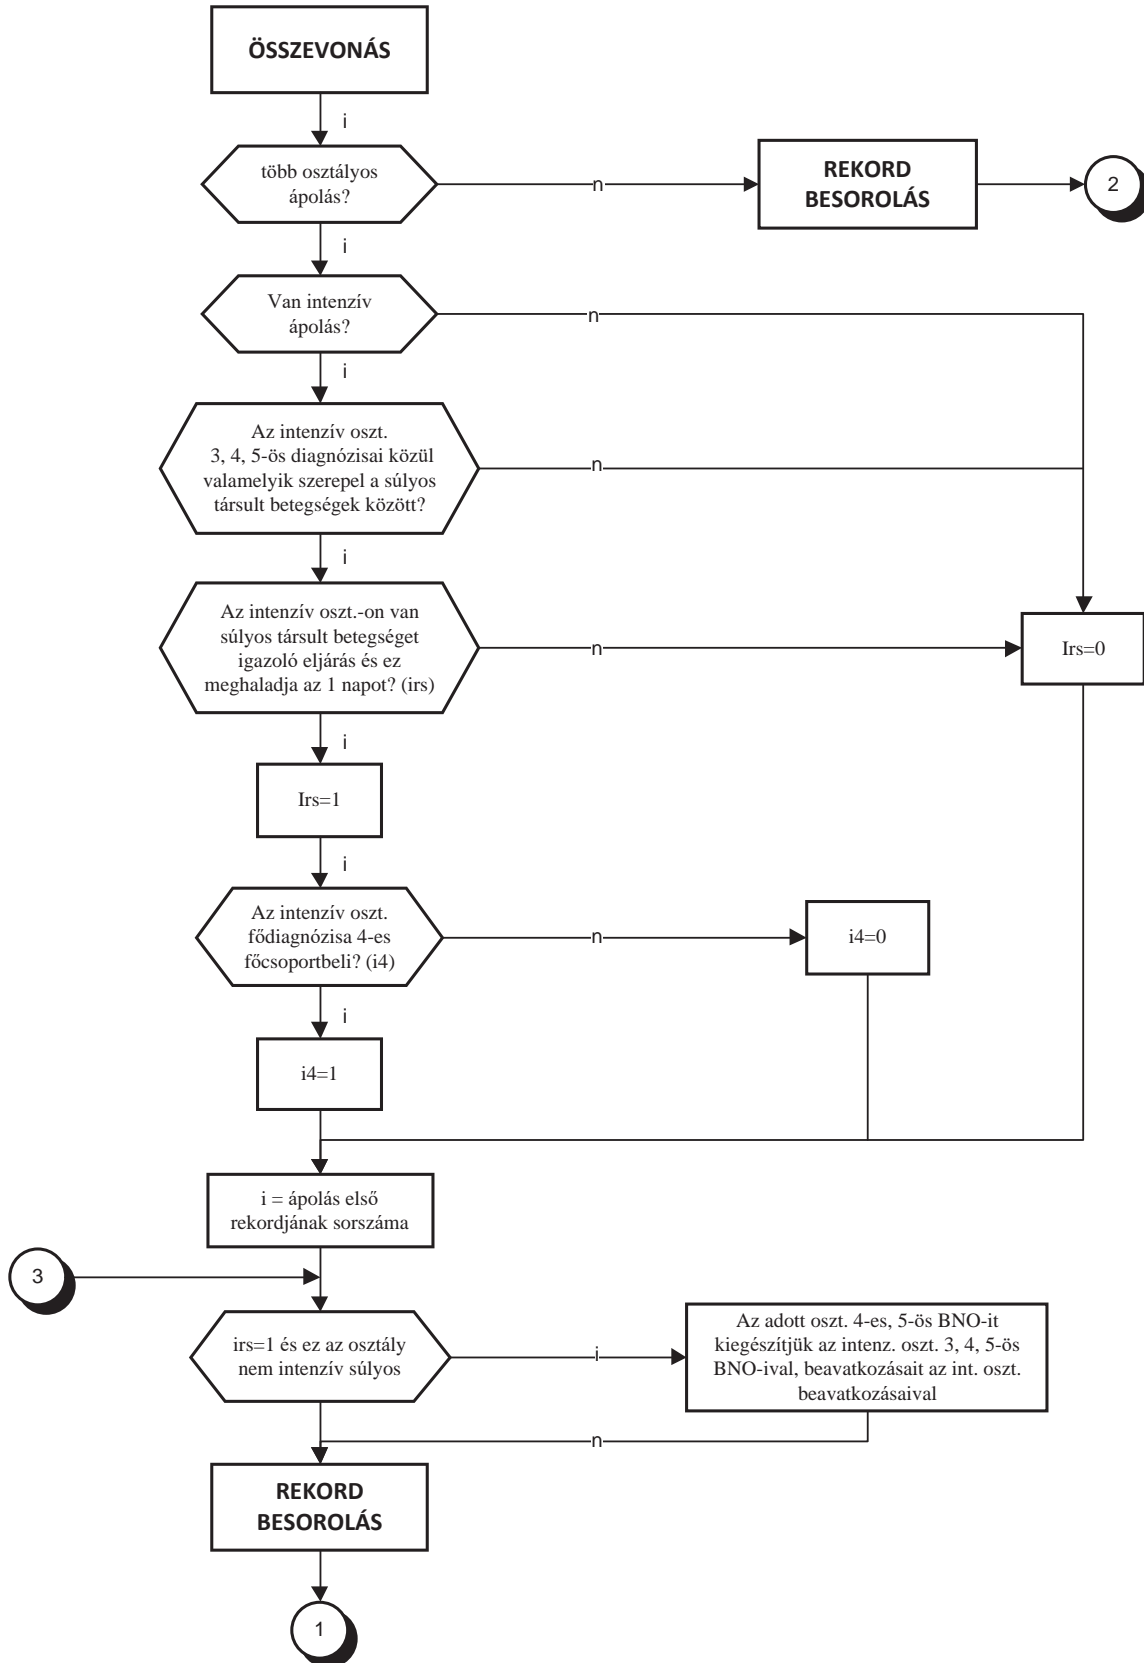 ÖSSZEVONÁS
i
több osztályos
ápolás?
n
REKORD
BESOROLÁS
2
i
Van intenzív
ápolás?
n
i
Az intenzív oszt.
3, 4, 5-ös diagnózisai közül
valamelyik szerepel a súlyos
társult betegségek között?
n
i
Az intenzív oszt.-on van
súlyos társult betegséget
igazoló eljárás és ez
meghaladja az 1 napot? (irs)
n
Irs=0
i
Irs=1
i
Az intenzív oszt.
fődiagnózisa 4-es
főcsoportbeli? (i4)
n
i4=0
i
i4=1
i = ápolás első
rekordjának sorszáma
3
irs=1 és ez az osztály
nem intenzív súlyos
i
Az adott oszt. 4-es, 5-ös BNO-it
kiegészítjük az intenz. oszt. 3, 4, 5-ös
BNO-ival, beavatkozásait az int. oszt.
beavatkozásaival
n
REKORD
BESOROLÁS
1